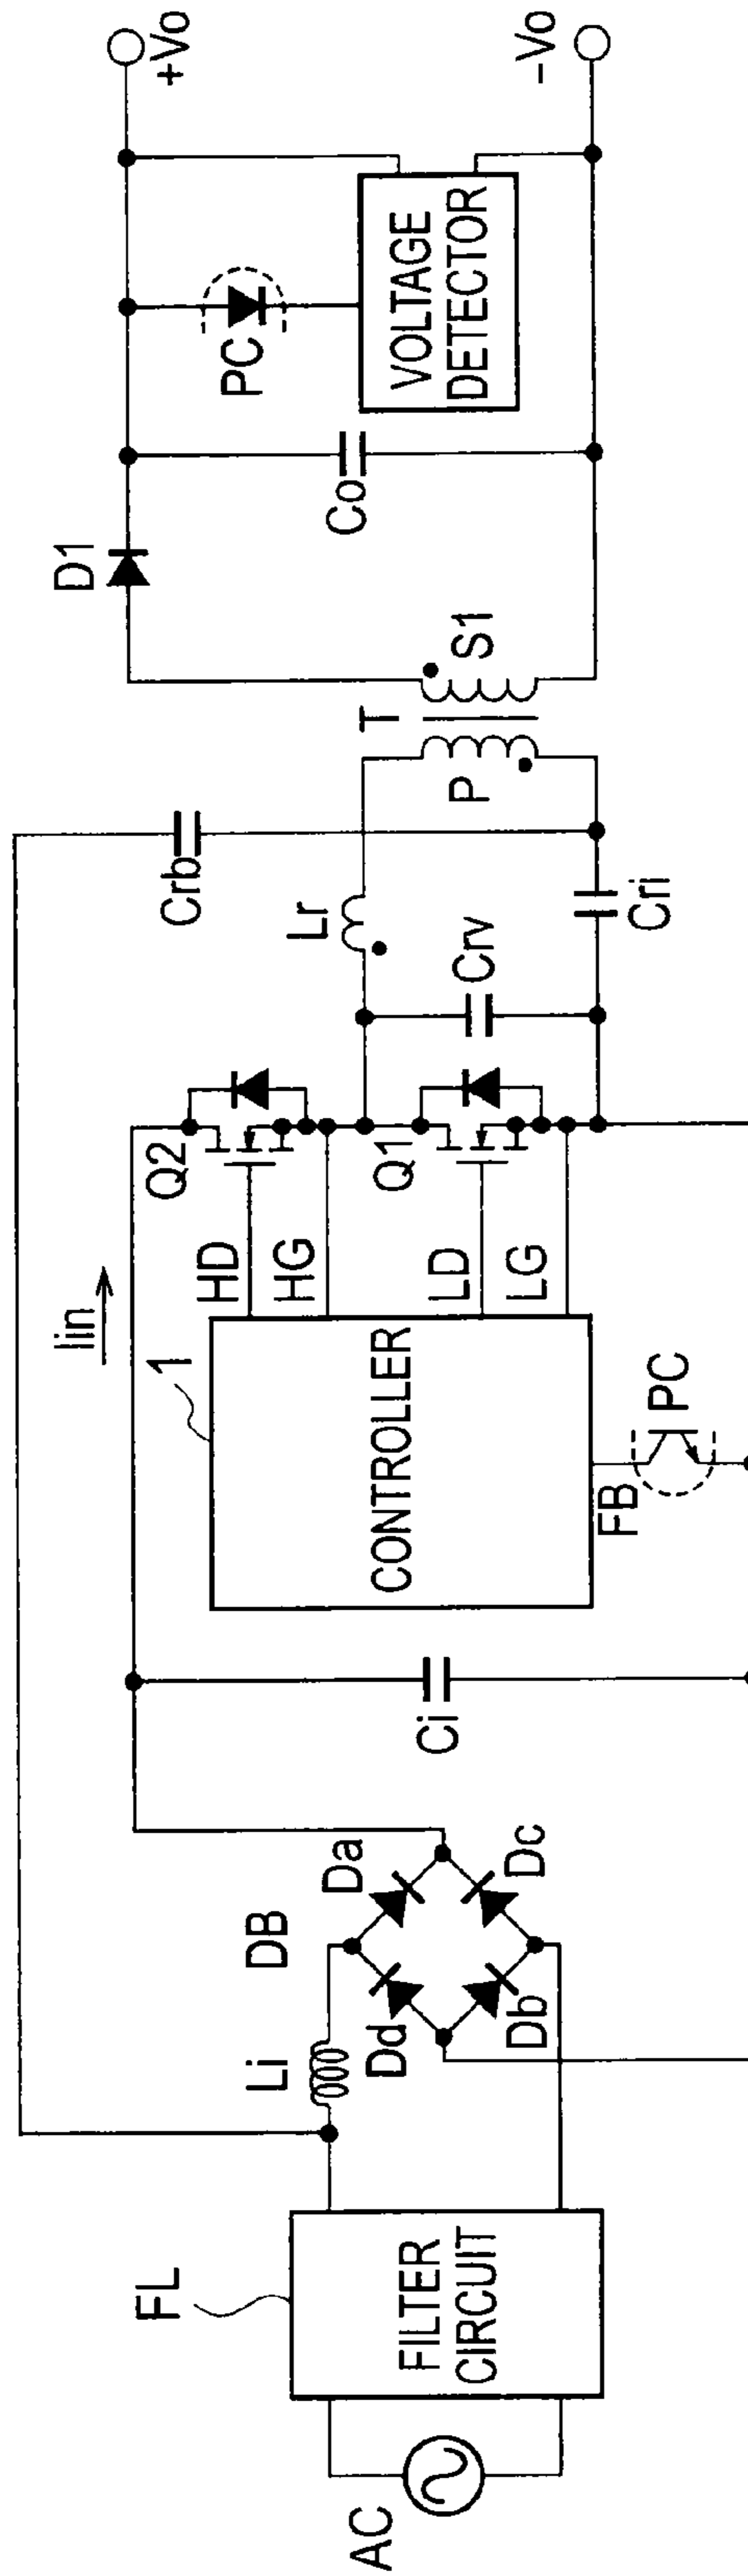 AC
FL
FILTER
CIRCUIT
Li
DB
Da
Dd
Db
Dc
Ci
Iin
1
CONTROLLER
FB
PC
HD
HG
LD
LG
Q2
Q1
Crb
Lr
Crv
Cri
T
P
S1
D1
Co
PC
VOLTAGE
DETECTOR
+Vo
−Vo